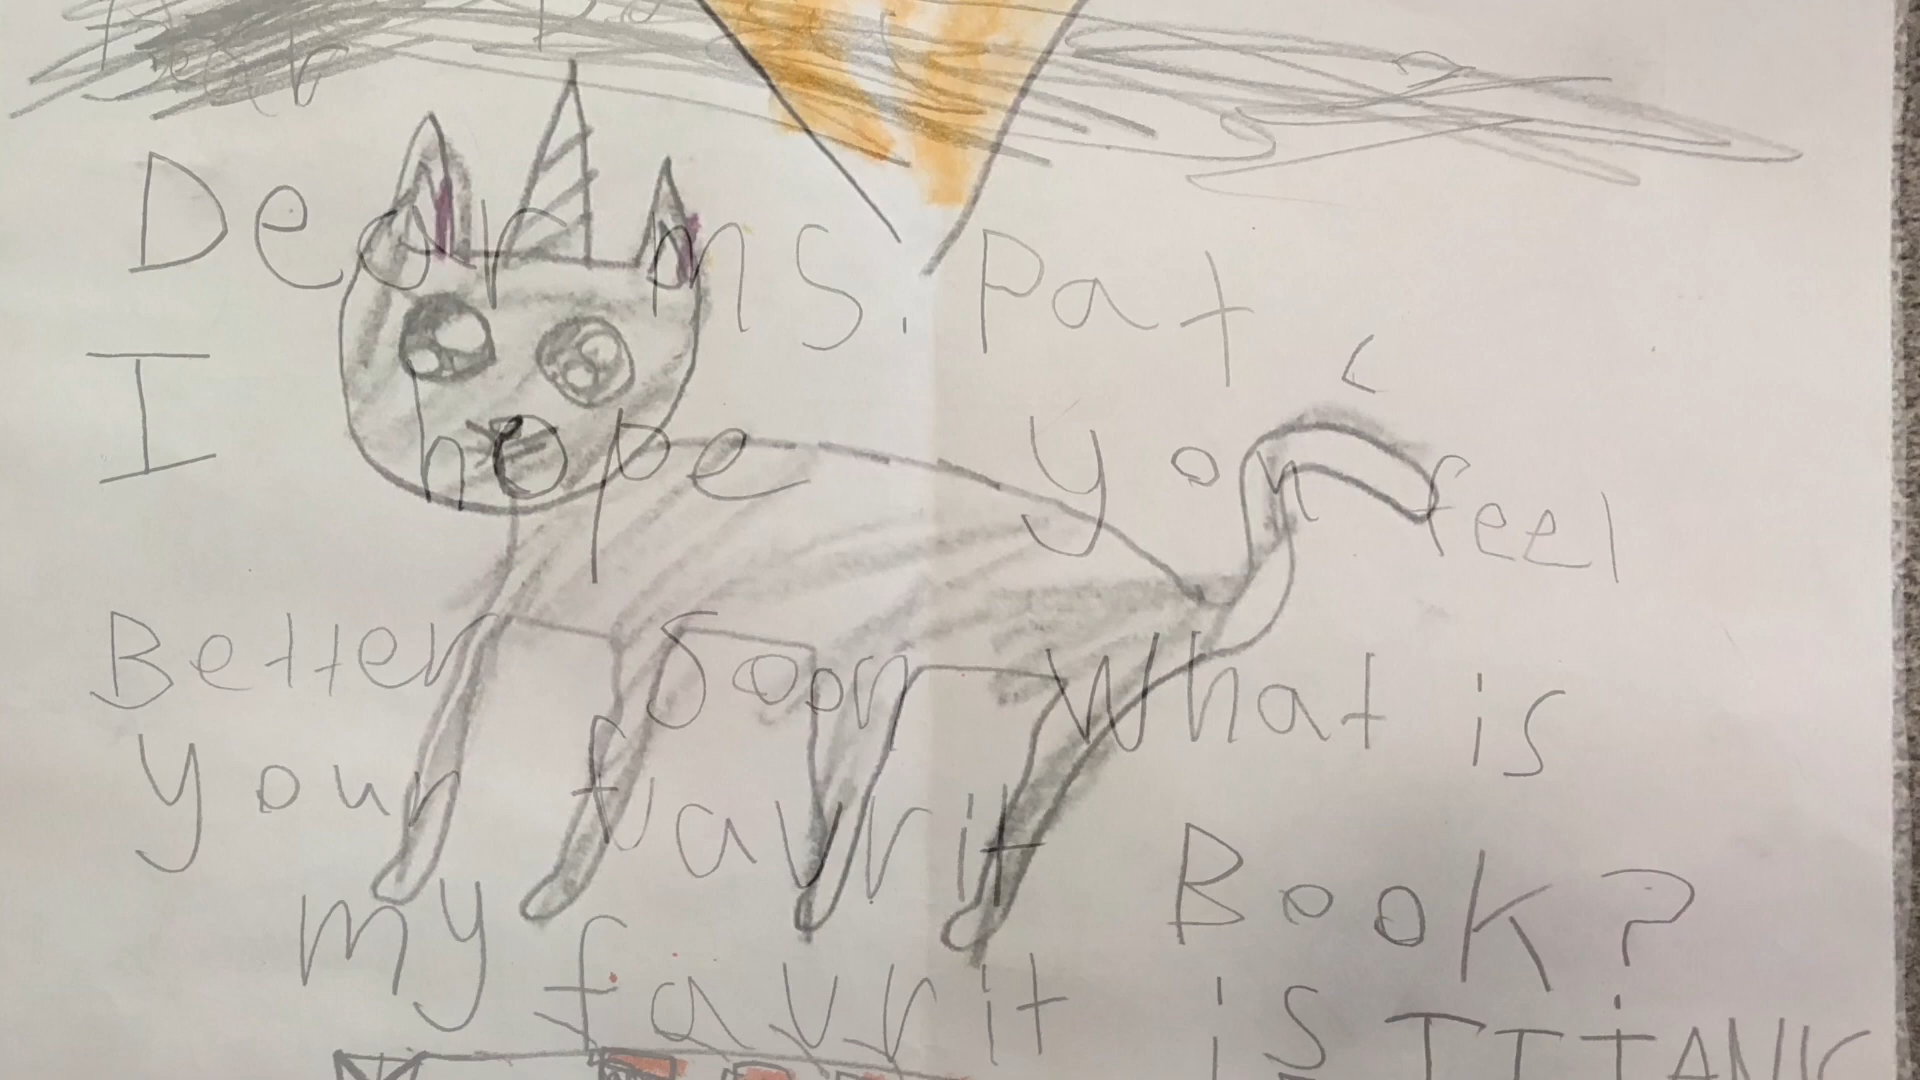 Dear Ms. Pat
I hope you feel
Better Soon What is
your favrit Book?
my favrit is TITANIC